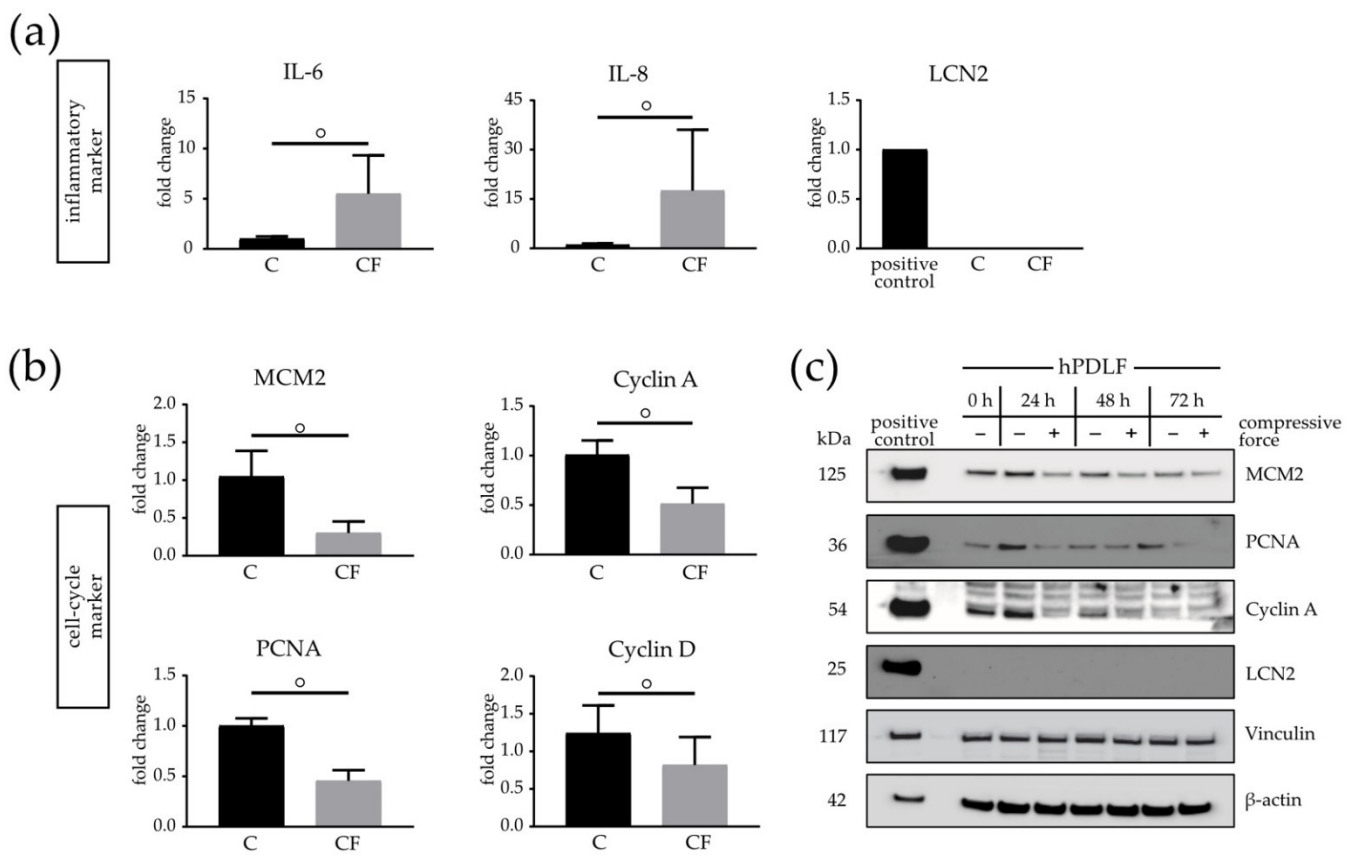 (a)
inflammatory
marker
IL-6
fold change
15
10
5
0
C
CF
IL-8
fold change
45
30
15
0
C
CF
LCN2
fold change
1.5
1.0
0.5
0.0
positive
control
C
CF
(b)
cell-cycle
marker
MCM2
fold change
2.0
1.5
1.0
0.5
0.0
C
CF
Cyclin A
fold change
1.5
1.0
0.5
0.0
C
CF
PCNA
fold change
1.5
1.0
0.5
0.0
C
CF
Cyclin D
fold change
2.0
1.5
1.0
0.5
0.0
C
CF
(c)
hPDLF
0 h 24 h 48 h 72 h
kDa
positive
control
– – + – + – +
compressive
force
125 MCM2
36 PCNA
54 Cyclin A
25 LCN2
117 Vinculin
42 β-actin